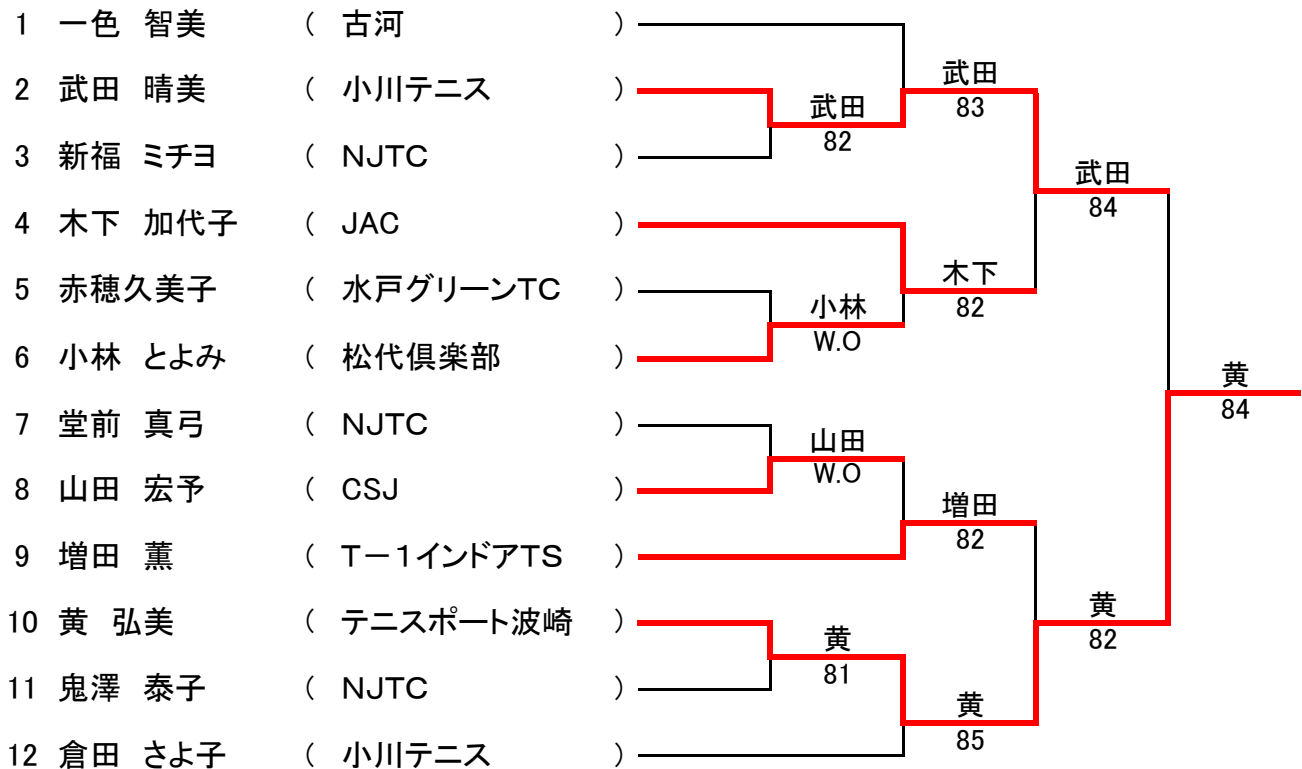 1 一色 智美 ( 古河 )
2 武田 晴美 ( 小川テニス )
3 新福 ミチヨ ( NJTC )
4 木下 加代子 ( JAC )
5 赤穂久美子 ( 水戸グリーンTC )
6 小林 とよみ ( 松代倶楽部 )
7 堂前 真弓 ( NJTC )
8 山田 宏予 ( CSJ )
9 増田 薫 ( T-1インドアTS )
10 黄 弘美 ( テニスポート波崎 )
11 鬼澤 泰子 ( NJTC )
12 倉田 さよ子 ( 小川テニス )
武田
82
小林
W.O
山田
W.O
黄
81
武田
83
木下
82
増田
82
黄
85
武田
84
黄
82
黄
84